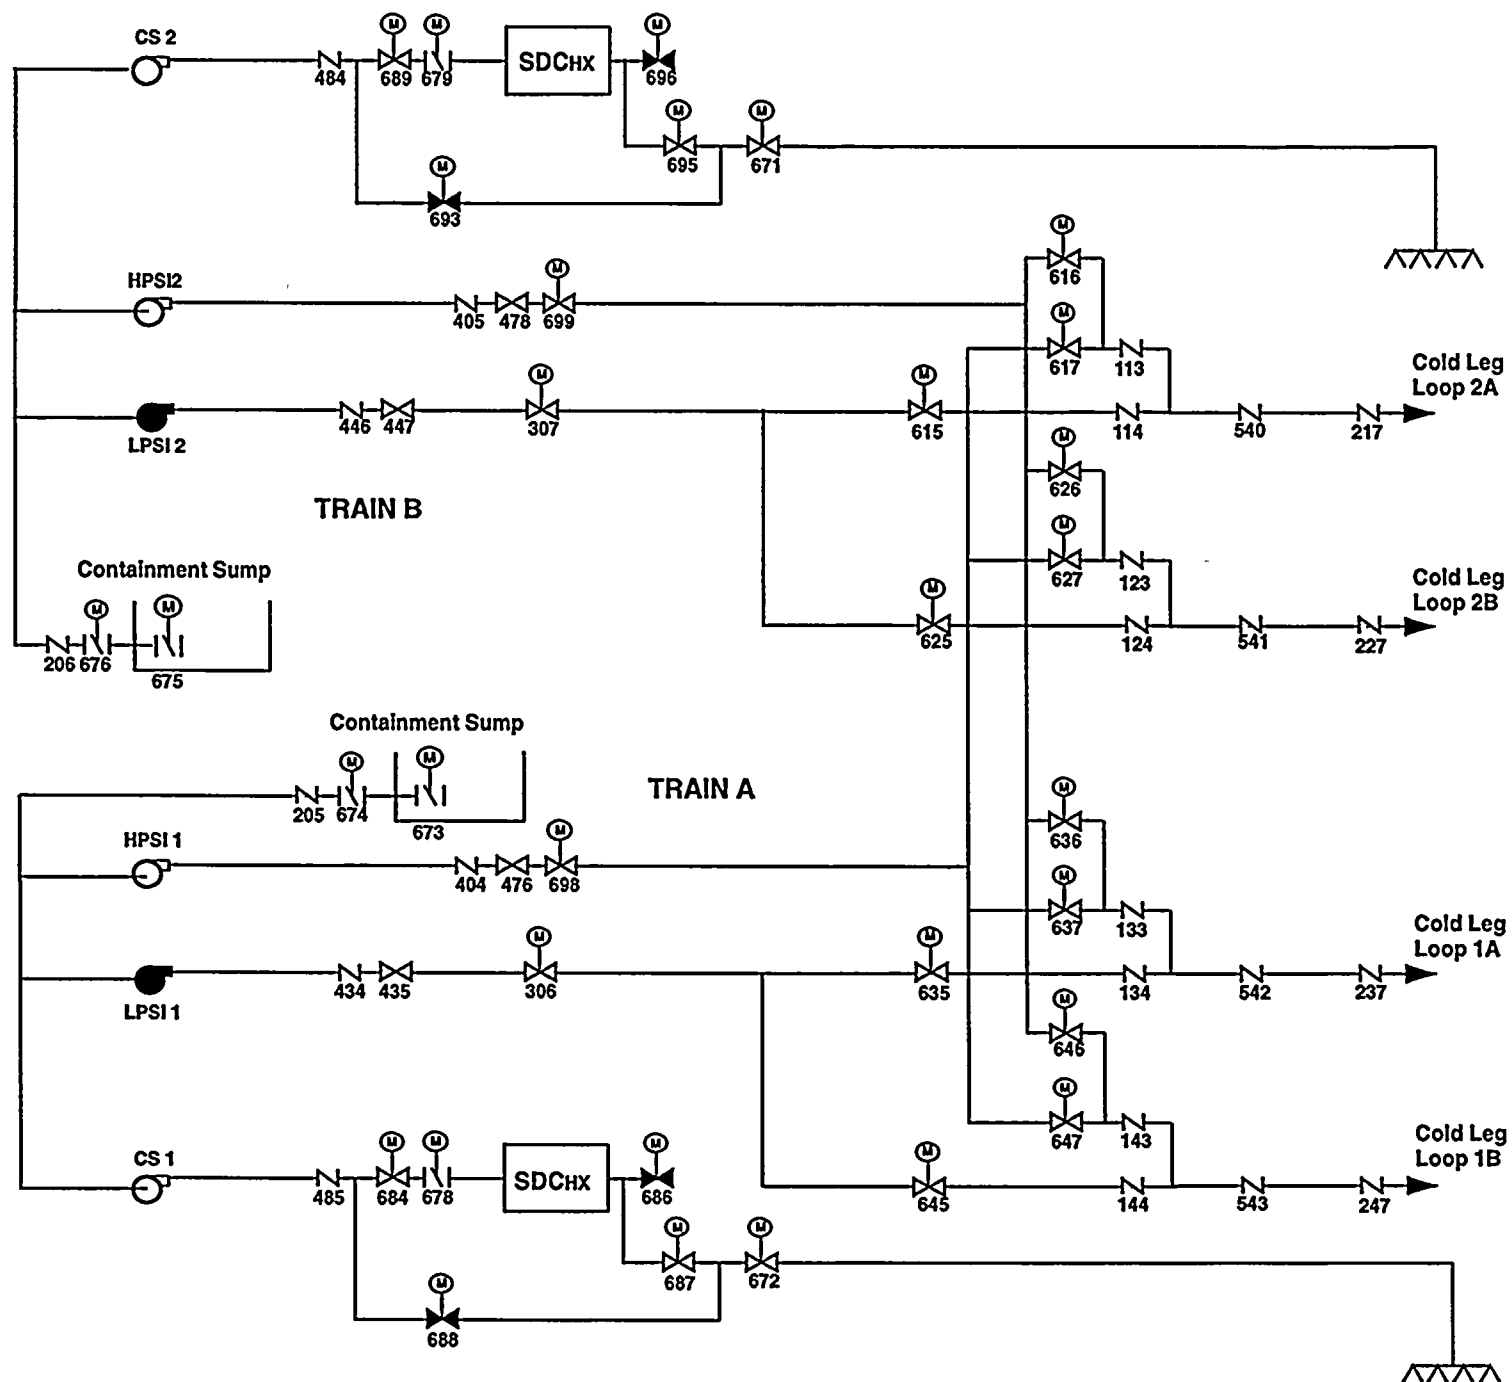 CS 2
M
M
M
484
689
679
SDCHX
696
M
M
695
671
M
693
M
616
HPSI2
M
405
478
699
M
617
113
Cold Leg
Loop 2A
M
M
446
447
307
615
114
540
217
LPSI 2
M
626
TRAIN B
M
627
123
Cold Leg
Loop 2B
Containment Sump
M
M
M
625
124
541
227
206
676
675
Containment Sump
M
M
TRAIN A
M
205
674
673
636
HPSI 1
M
404
476
698
M
637
133
Cold Leg
Loop 1A
M
M
434
435
306
635
134
542
237
LPSI 1
M
646
M
647
143
Cold Leg
Loop 1B
CS 1
M
M
M
M
485
684
678
SDCHX
686
645
144
543
247
M
M
687
672
M
688